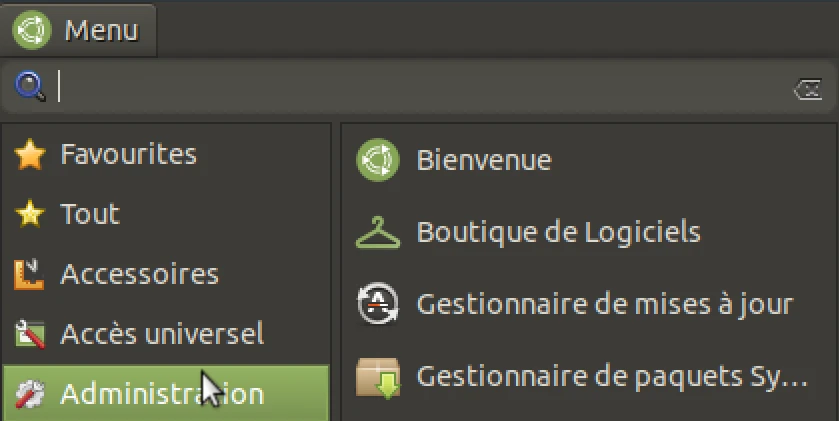 Menu
Favourites
Tout
Accessoires
Accès universel
Administration
Bienvenue
Boutique de Logiciels
Gestionnaire de mises à jour
Gestionnaire de paquets Sy...